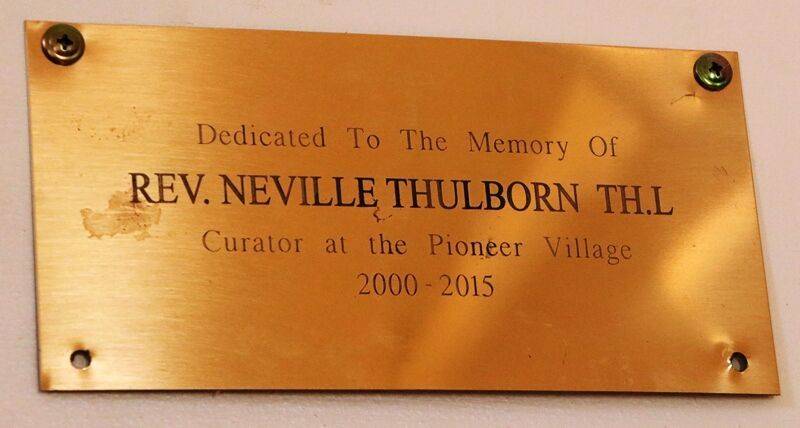 Dedicated To The Memory Of
REV. NEVILLE THULBORN TH.L
Curator at the Pioneer Village
2000 - 2015